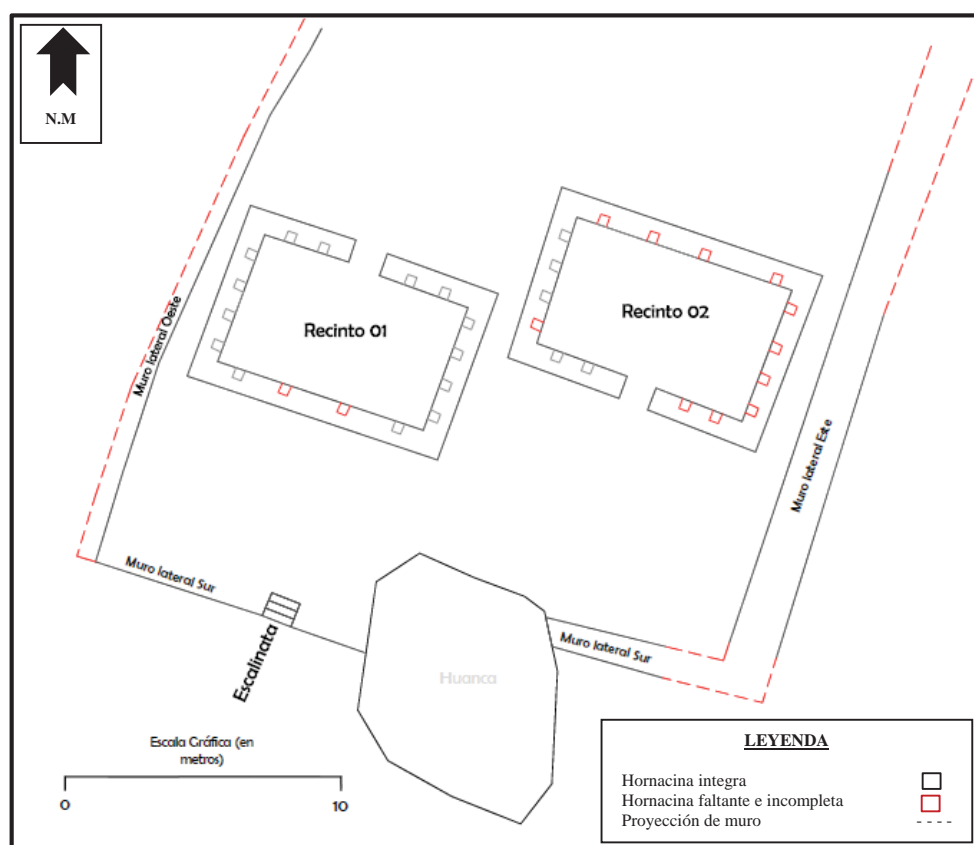 N.M
Muro lateral Oeste
Recinto 01
Recinto 02
Muro lateral Este
Muro lateral Sur
Escalinata
Muro lateral Sur
Huanca
Escala Gráfica (en
metros)
0
10
LEYENDA
Hornacina integra
Hornacina faltante e incompleta
Proyección de muro